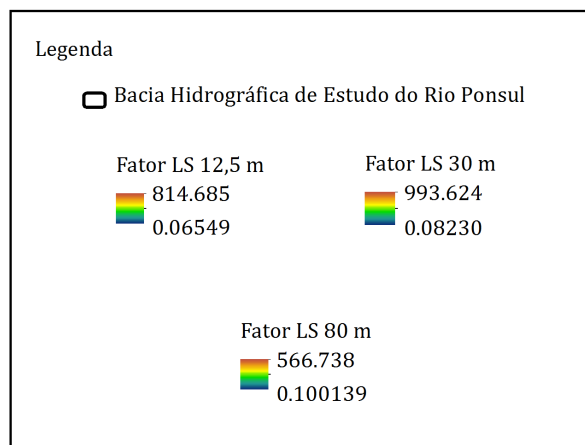 Legenda
Bacia Hidrográfica de Estudo do Rio Ponsul
Fator LS 12,5 m
814.685
0.06549
Fator LS 30 m
993.624
0.08230
Fator LS 80 m
566.738
0.100139